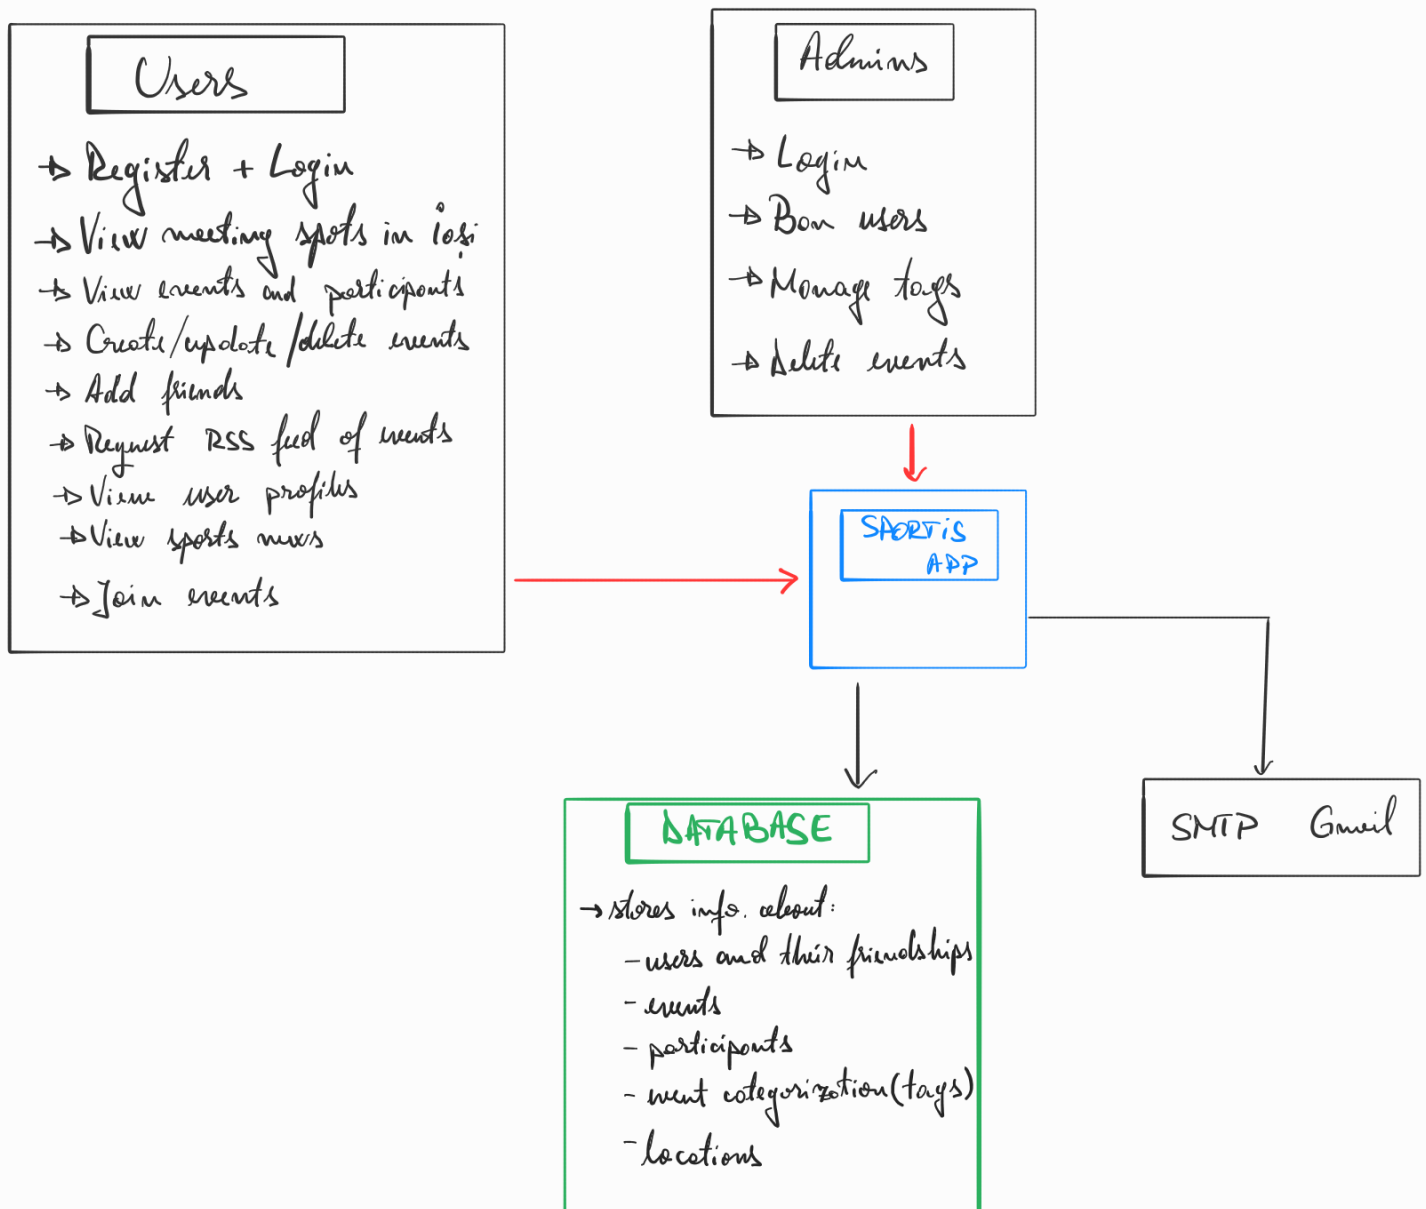 Users
→ Register + Login
→ View meeting spots in iasi
→ View events and participants
→ Create/update/delete events
→ Add friends
→ Request RSS feed of events
→ View user profiles
→ View sports news
→ Join events
Admins
→ Login
→ Ban users
→ Manage tags
→ Delete events
SPORTiS
APP
DATABASE
→ stores info. about:
- users and their friendships
- events
- participants
- event categorization (tags)
- locations
SMTP Gmail